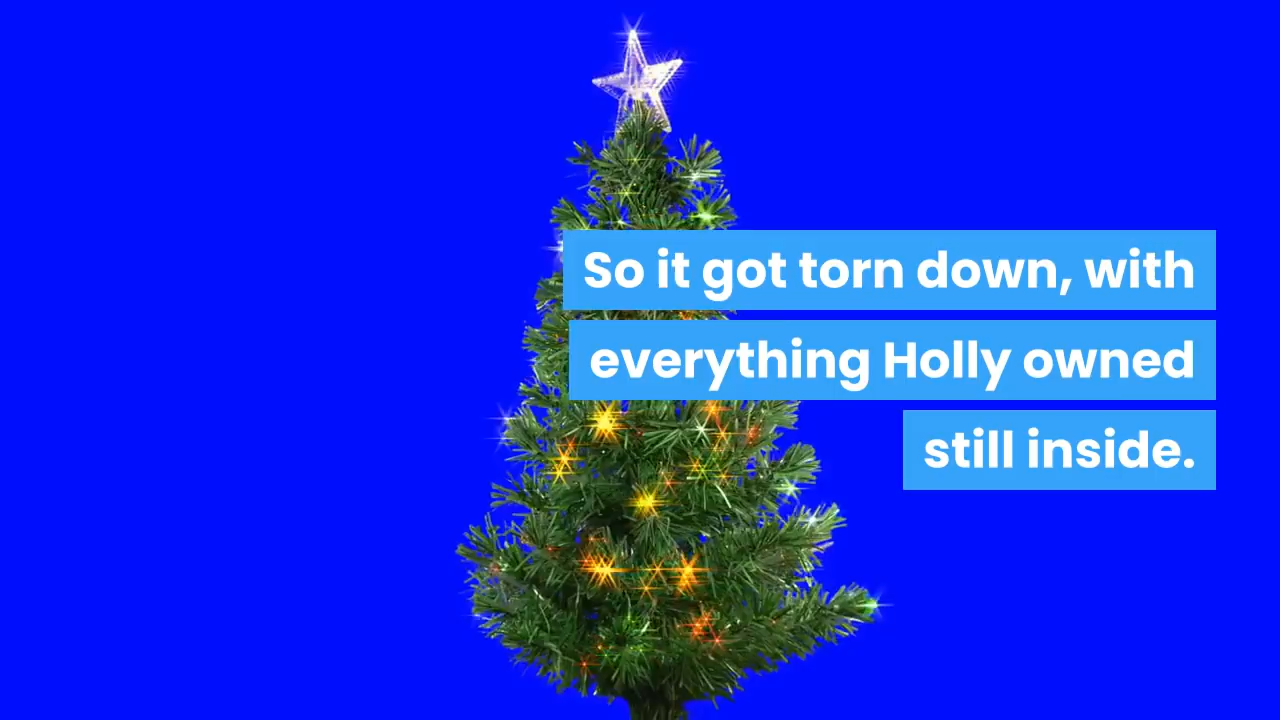 So it got torn down, with
everything Holly owned
still inside.